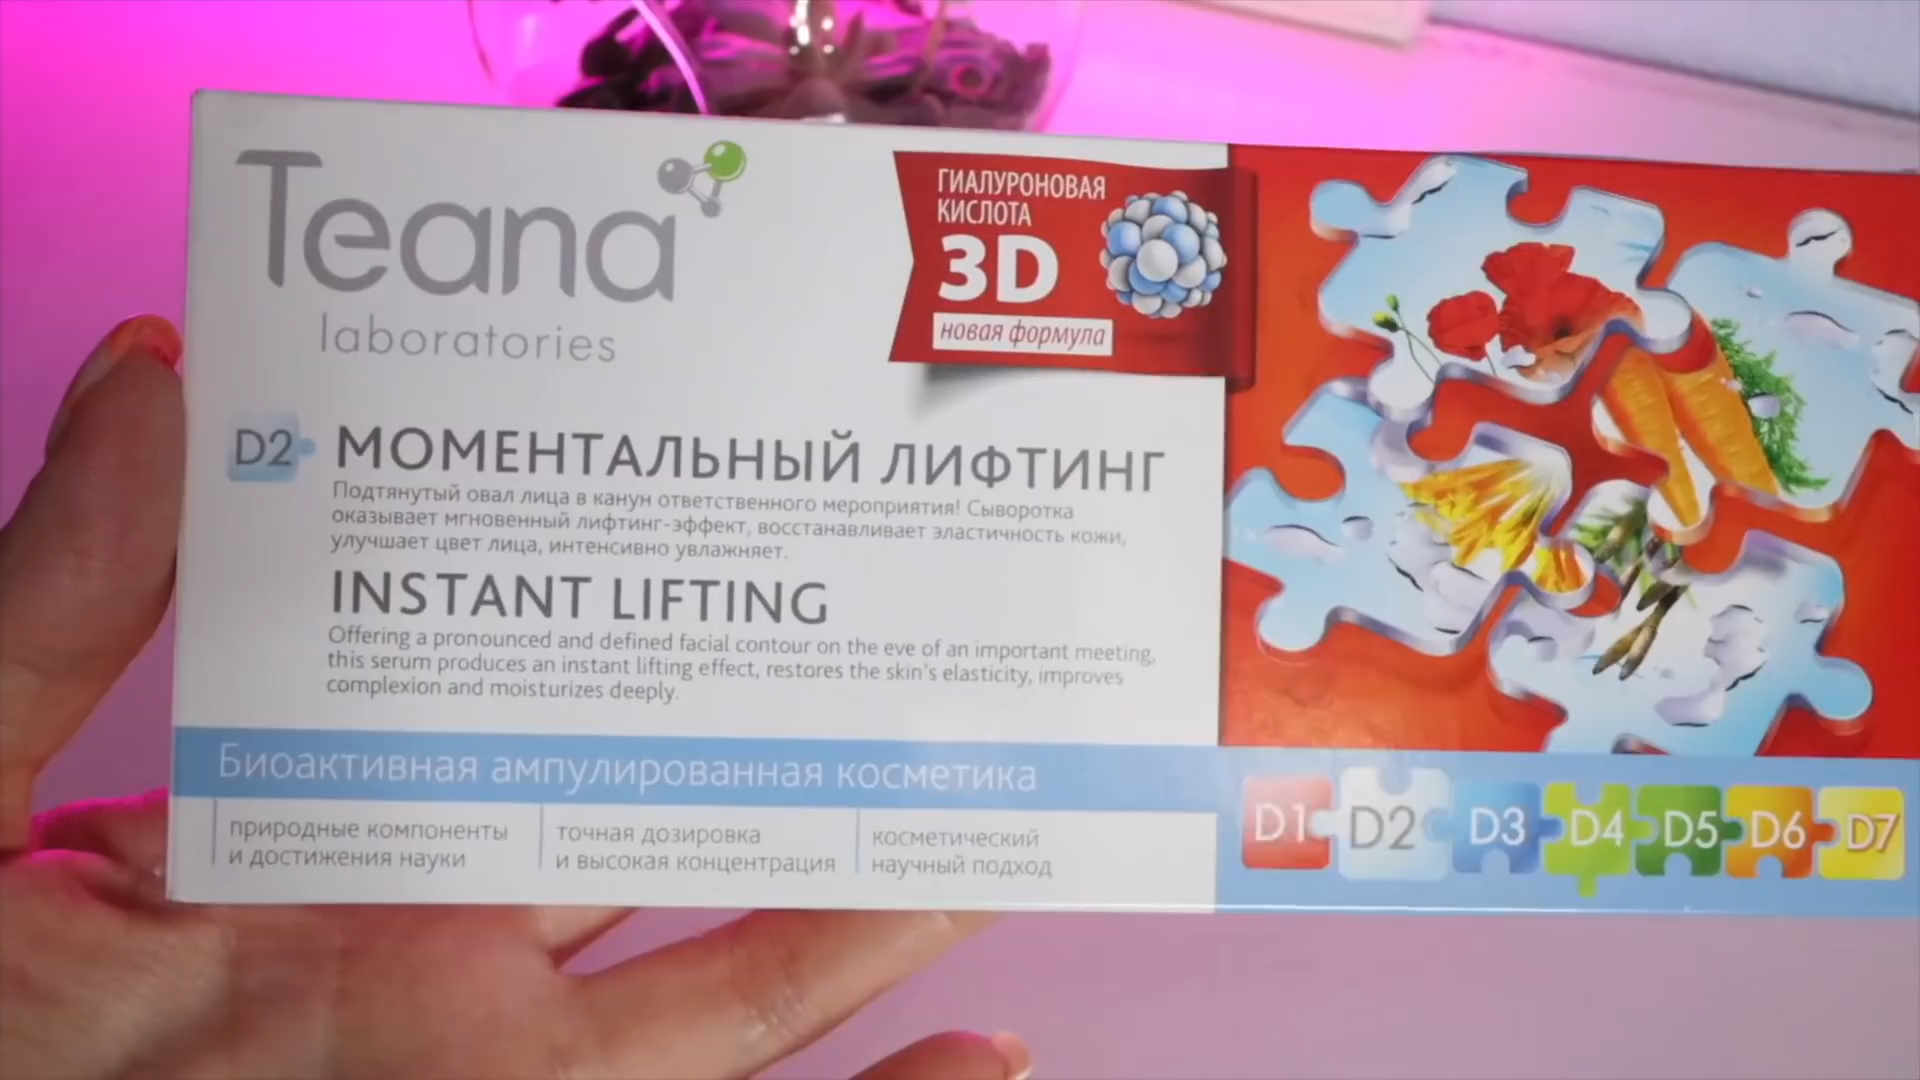 Teana
laboratories
ГИАЛУРОНОВАЯ
КИСЛОТА
3D
новая формула
D2
МОМЕНТАЛЬНЫЙ ЛИФТИНГ
Подтянутый овал лица в канун ответственного мероприятия! Сыворотка
оказывает мгновенный лифтинг-эффект, восстанавливает эластичность кожи,
улучшает цвет лица, интенсивно увлажняет.
INSTANT LIFTING
Offering a pronounced and defined facial contour on the eve of an important meeting,
this serum produces an instant lifting effect, restores the skin's elasticity, improves
complexion and moisturizes deeply.
Биоактивная ампулированная косметика
природные компоненты
и достижения науки
точная дозировка
и высокая концентрация
косметический
научный подход
D1 D2 D3 D4 D5 D6 D7